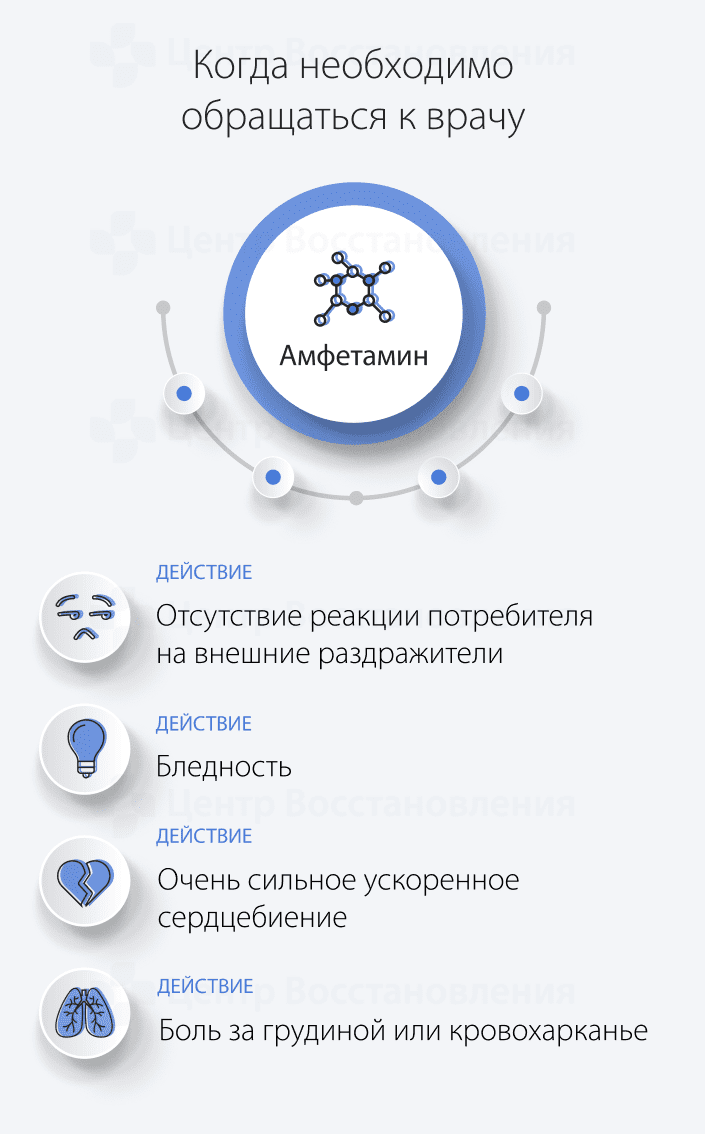 Центр Восстановления
Когда необходимо
обращаться к врачу
Центр Восстановления
Амфетамин
Центр Восстановления
ДЕЙСТВИЕ
Отсутствие реакции потребителя
на внешние раздражители
ДЕЙСТВИЕ
Бледность
Центр Восстановления
ДЕЙСТВИЕ
Очень сильное ускоренное
сердцебиение
ДЕЙСТВИЕ
Центр Восстановления
Боль за грудиной или кровохарканье